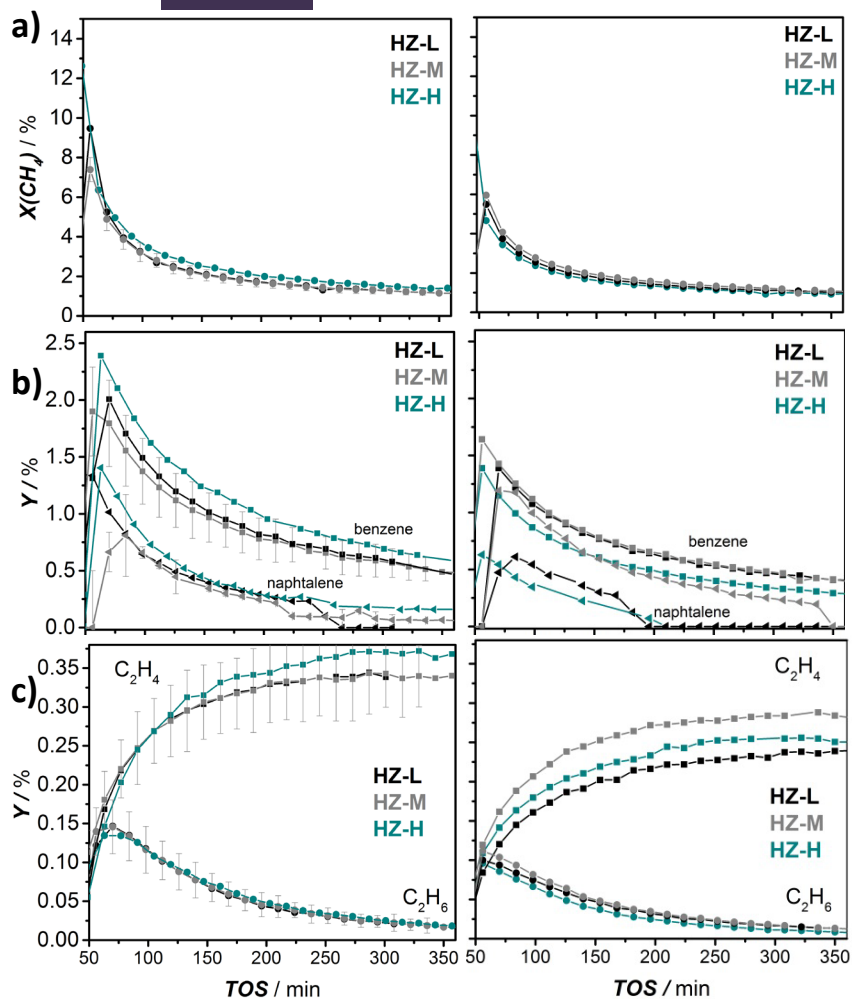 a)
14
12
10
8
6
4
2
0
X(CH₄) / %
HZ-L
HZ-M
HZ-H
HZ-L
HZ-M
HZ-H
b)
2.5
2.0
1.5
1.0
0.5
0.0
Y / %
HZ-L
HZ-M
HZ-H
benzene
naphtalene
HZ-L
HZ-M
HZ-H
benzene
naphtalene
c)
0.35
0.30
0.25
0.20
0.15
0.10
0.05
0.00
Y / %
C₂H₄
HZ-L
HZ-M
HZ-H
C₂H₆
50 100 150 200 250 300 350
TOS / min
C₂H₄
HZ-L
HZ-M
HZ-H
C₂H₆
50 100 150 200 250 300 350
TOS / min